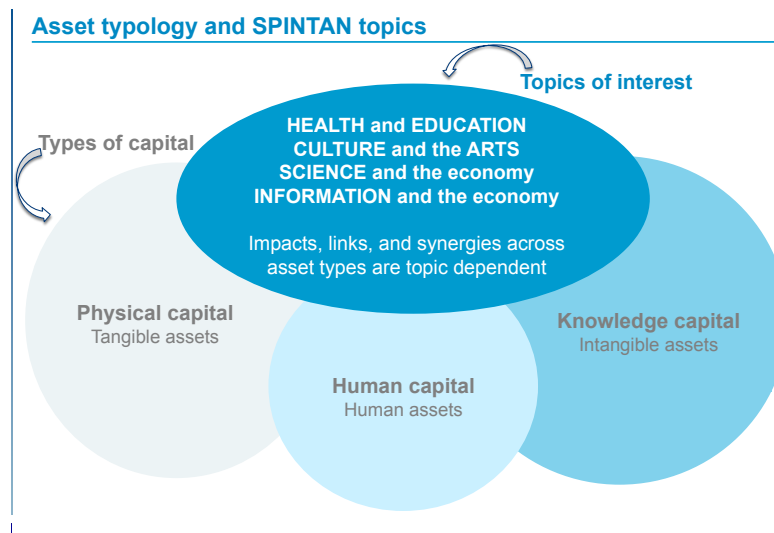 Asset typology and SPINTAN topics
Topics of interest
HEALTH and EDUCATION
CULTURE and the ARTS
SCIENCE and the economy
INFORMATION and the economy
Impacts, links, and synergies across
asset types are topic dependent
Types of capital
Physical capital
Tangible assets
Human capital
Human assets
Knowledge capital
Intangible assets